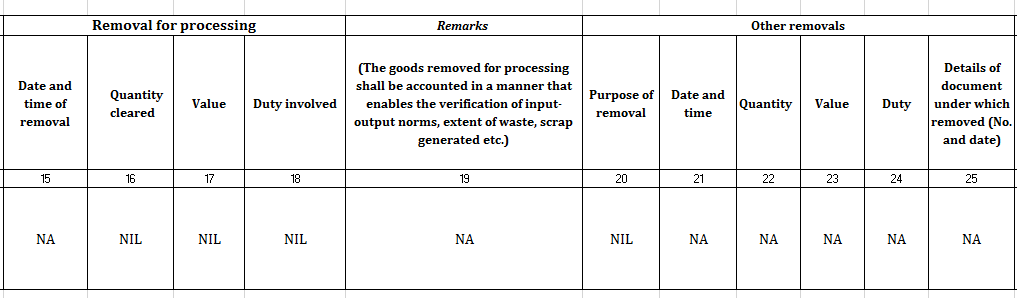 Removal for processing
Remarks
Other removals
Date and
time of
removal
Quantity
cleared
Value
Duty involved
(The goods removed for processing
shall be accounted in a manner that
enables the verification of input-
output norms, extent of waste, scrap
generated etc.)
Purpose of
removal
Date and
time
Quantity
Value
Duty
Details of
document
under which
removed (No.
and date)
15 16 17 18 19 20 21 22 23 24 25
NA NIL NIL NIL NA NIL NA NA NA NA NA